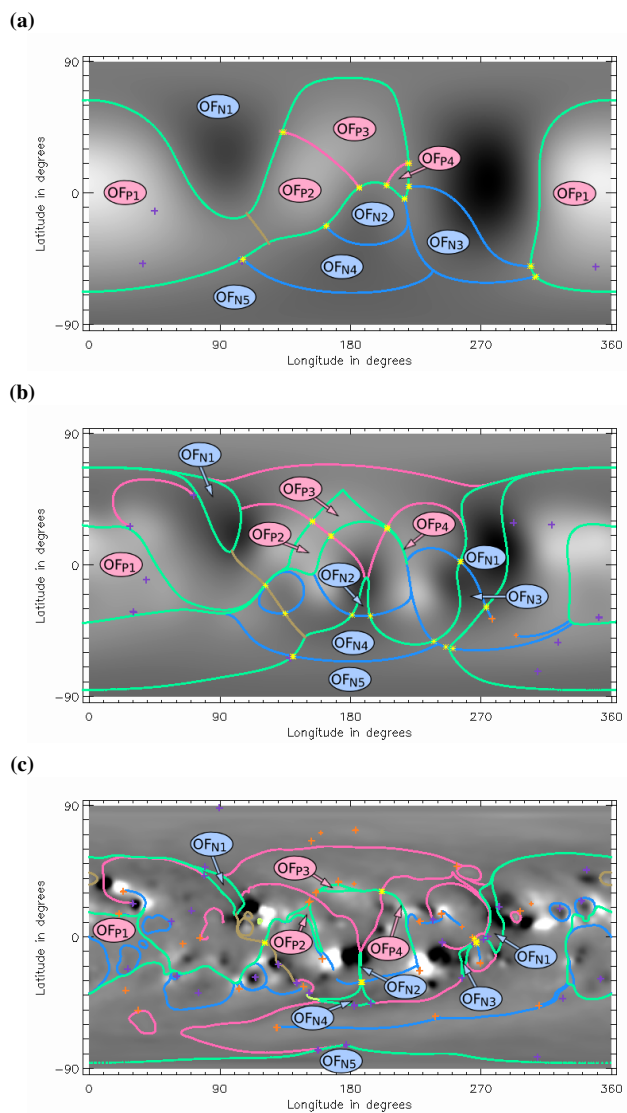 (a)
90
OFN1
OFP3
OFP4
OFP1
OFP2
OFN2
OFN3
OFN4
OFN5
0
-90
Latitude in degrees
0
90
180
270
360
Longitude in degrees
(b)
90
OFN1
OFP3
OFP2
OFP4
OFN1
OFP1
OFN2
OFN3
OFN4
OFN5
0
-90
Latitude in degrees
0
90
180
270
360
Longitude in degrees
(c)
90
OFN1
OFP3
OFP1
OFP2
OFP4
OFN1
OFN2
OFN3
OFN4
OFN5
0
-90
Latitude in degrees
0
90
180
270
360
Longitude in degrees